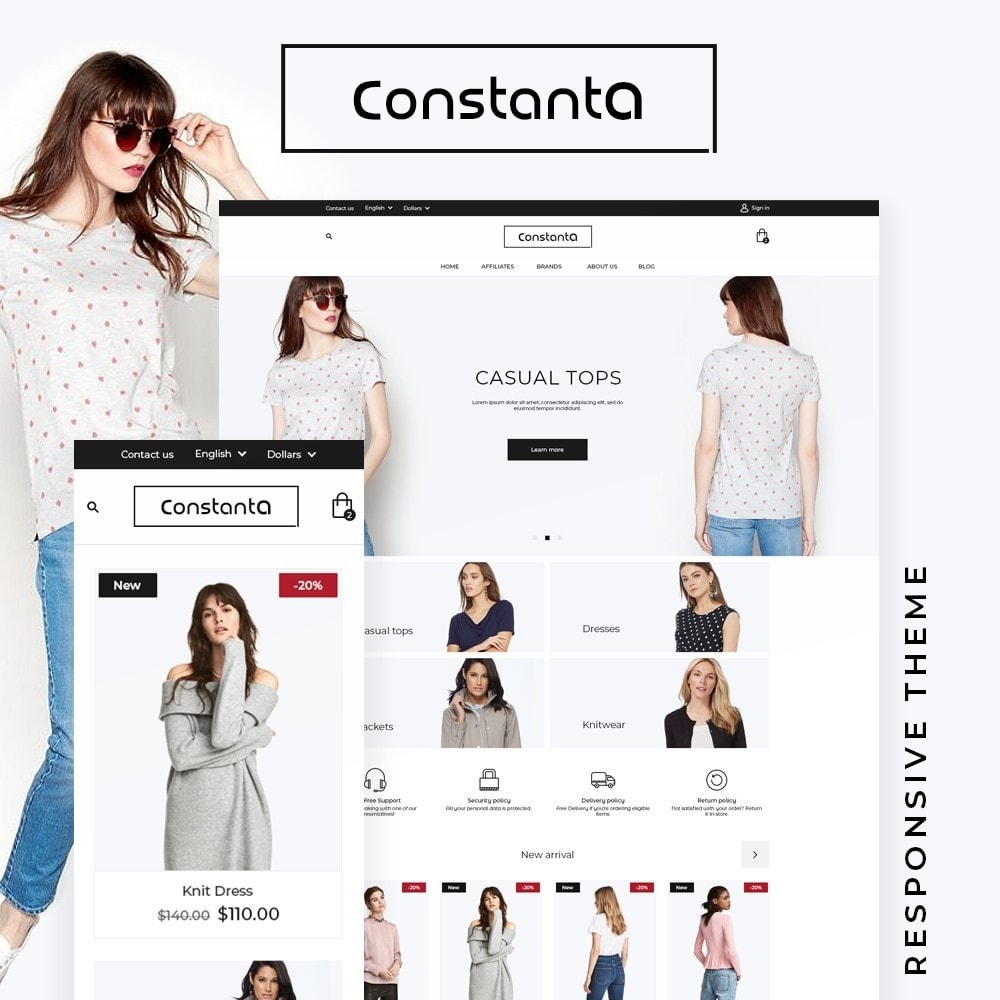 Constanta
Contact us English Dollars Sign in
Constanta
2
HOME AFFILIATES BRANDS ABOUT US BLOG
CASUAL TOPS
Lorem ipsum dolor sit amet, consectetur adipiscing elit, sed do
eiusmod tempor incididunt.
Learn more
Contact us English Dollars
Constanta
2
New -20%
Knit Dress
$140.00 $110.00
asual tops
Dresses
ackets
Knitwear
Free Support
aking with one of our
resentatives!
Security policy
ill your personal data is protected.
Delivery policy
Free Delivery if you're ordering eligible
items.
Return policy
Not satisfied with your order? Return
it in-store.
New arrival
-20% New -20% New -20% New -20%
RESPONSIVE THEME